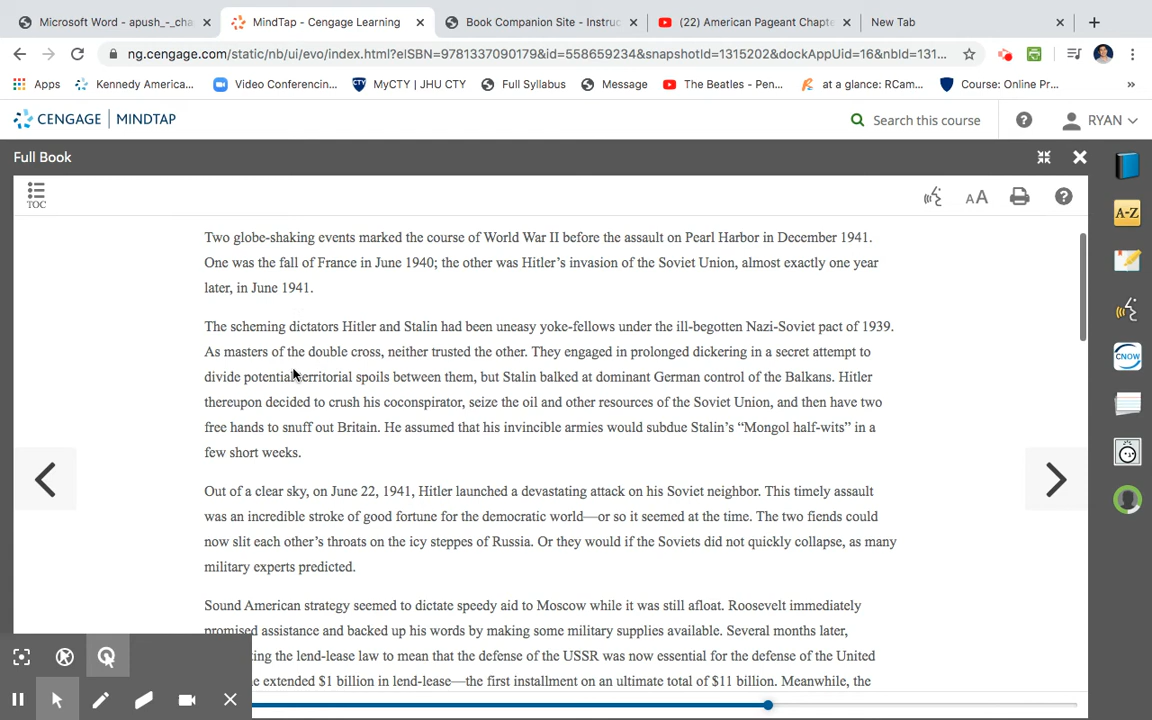 Microsoft Word - apush_-_cha
MindTap - Cengage Learning
Book Companion Site - Instruc
(22) American Pageant Chapte
New Tab
ng.cengage.com/static/nb/ui/evo/index.html?eISBN=9781337090179&id=558659234&snapshotId=1315202&dockAppUid=16&nbId=131...
Apps
Kennedy America...
Video Conferencin...
MyCTY | JHU CTY
Full Syllabus
Message
The Beatles - Pen...
at a glance: RCam...
Course: Online Pr...
»
CENGAGE | MINDTAP
Search this course
RYAN
Full Book
TOC
AA
A-Z
CNOW
Two globe-shaking events marked the course of World War II before the assault on Pearl Harbor in December 1941.
One was the fall of France in June 1940; the other was Hitler's invasion of the Soviet Union, almost exactly one year
later, in June 1941.
The scheming dictators Hitler and Stalin had been uneasy yoke-fellows under the ill-begotten Nazi-Soviet pact of 1939.
As masters of the double cross, neither trusted the other. They engaged in prolonged dickering in a secret attempt to
divide potential territorial spoils between them, but Stalin balked at dominant German control of the Balkans. Hitler
thereupon decided to crush his coconspirator, seize the oil and other resources of the Soviet Union, and then have two
free hands to snuff out Britain. He assumed that his invincible armies would subdue Stalin's “Mongol half-wits” in a
few short weeks.
Out of a clear sky, on June 22, 1941, Hitler launched a devastating attack on his Soviet neighbor. This timely assault
was an incredible stroke of good fortune for the democratic world—or so it seemed at the time. The two fiends could
now slit each other's throats on the icy steppes of Russia. Or they would if the Soviets did not quickly collapse, as many
military experts predicted.
Sound American strategy seemed to dictate speedy aid to Moscow while it was still afloat. Roosevelt immediately
promised assistance and backed up his words by making some military supplies available. Several months later,
the lend-lease law to mean that the defense of the USSR was now essential for the defense of the United
extended $1 billion in lend-lease—the first installment on an ultimate total of $11 billion. Meanwhile, the